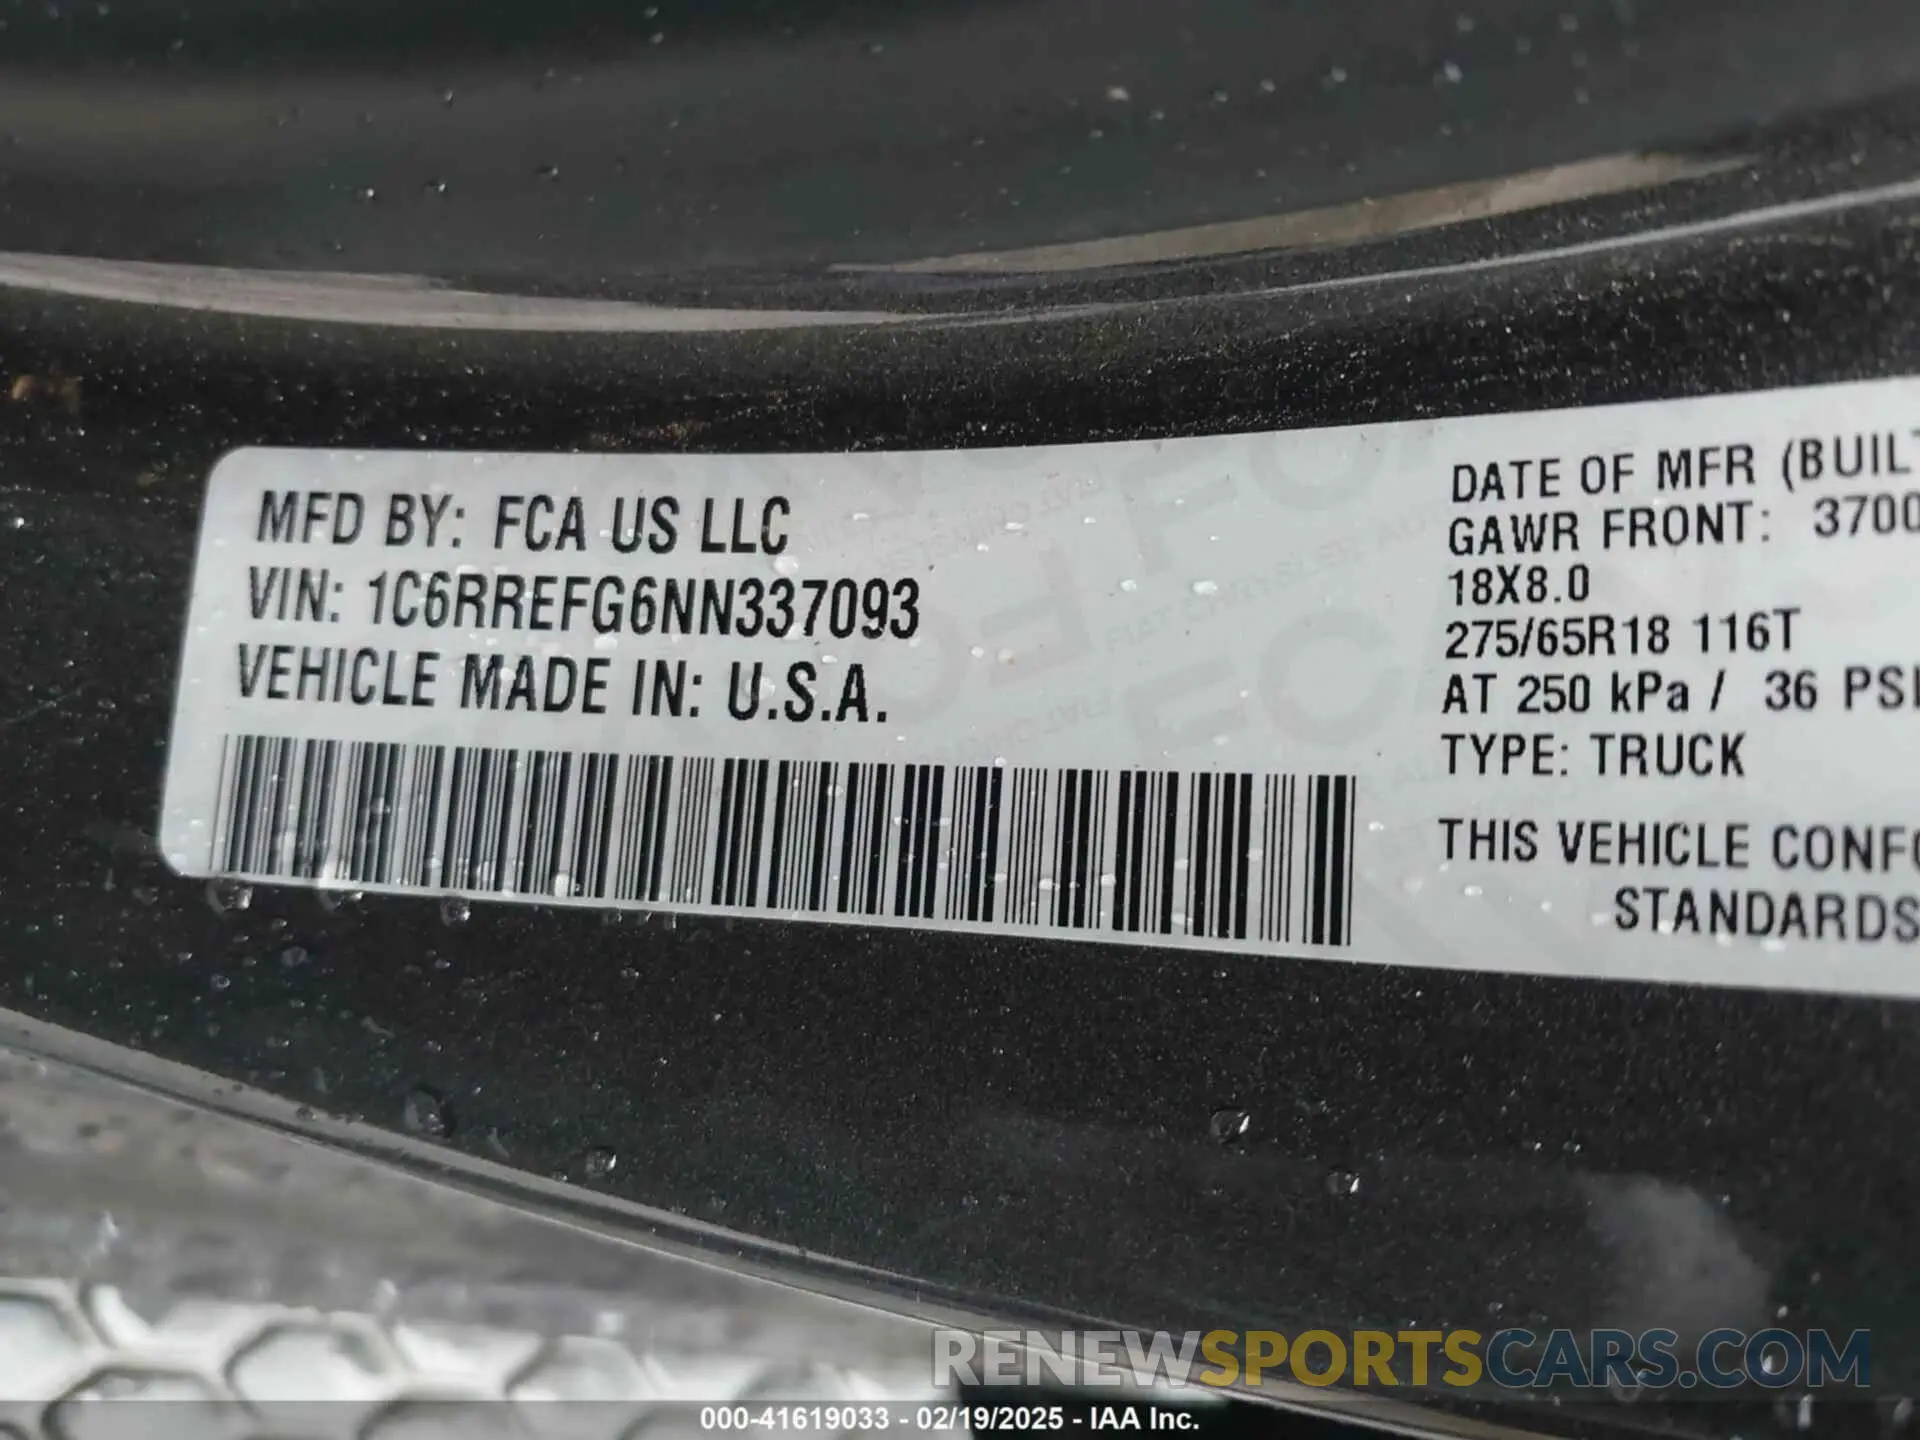 MFD BY: FCA US LLC
VIN: 1C6RREFG6NN337093
VEHICLE MADE IN: U.S.A.
DATE OF MFR (BUILT
GAWR FRONT: 3700
18X8.0
275/65R18 116T
AT 250 kPa / 36 PSI
TYPE: TRUCK
THIS VEHICLE CONFO
STANDARDS
RENEWSPORTSCARS.COM
000-41619033 - 02/19/2025 - IAA Inc.